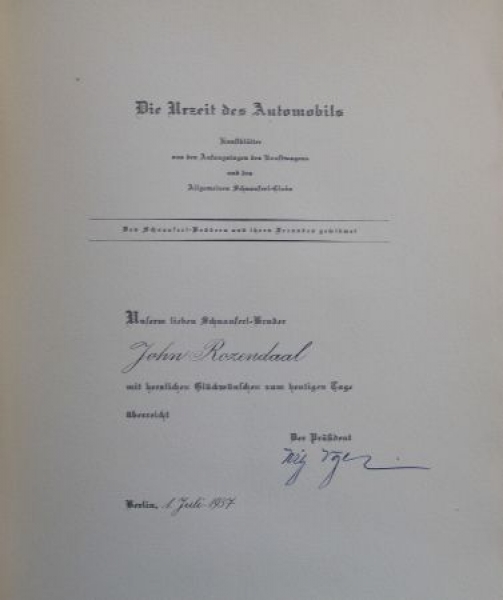 Die Urzeit des Automobils
Kunstblätter
von den Anfangstagen des Kraftwagens
und des
Allgemeinen Schnauferl-Clubs
Den Schnauferl-Brüdern und ihren Freunden gewidmet
Unserm lieben Schnauferl-Bruder
John Rozendaal
mit herzlichen Glückwünschen zum heutigen Tage
überreicht
Der Präsident
Berlin, 1. Juli 1957